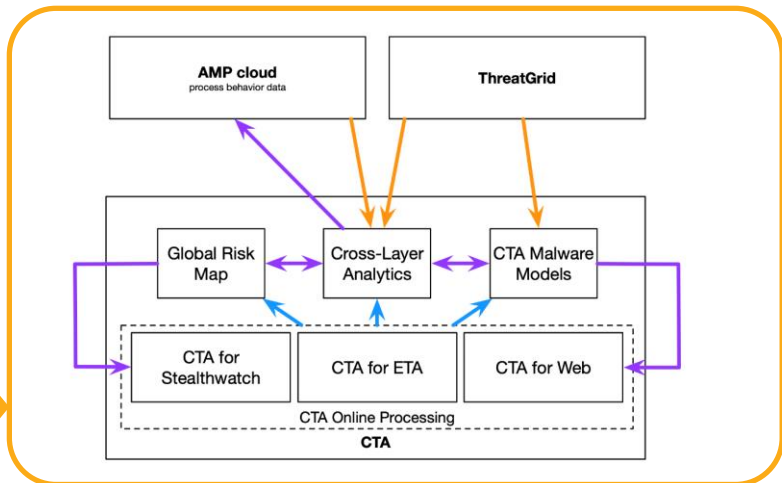 AMP cloud
process behavior data
ThreatGrid
Global Risk
Map
Cross-Layer
Analytics
CTA Malware
Models
CTA for
Stealthwatch
CTA for ETA
CTA for Web
CTA Online Processing
CTA